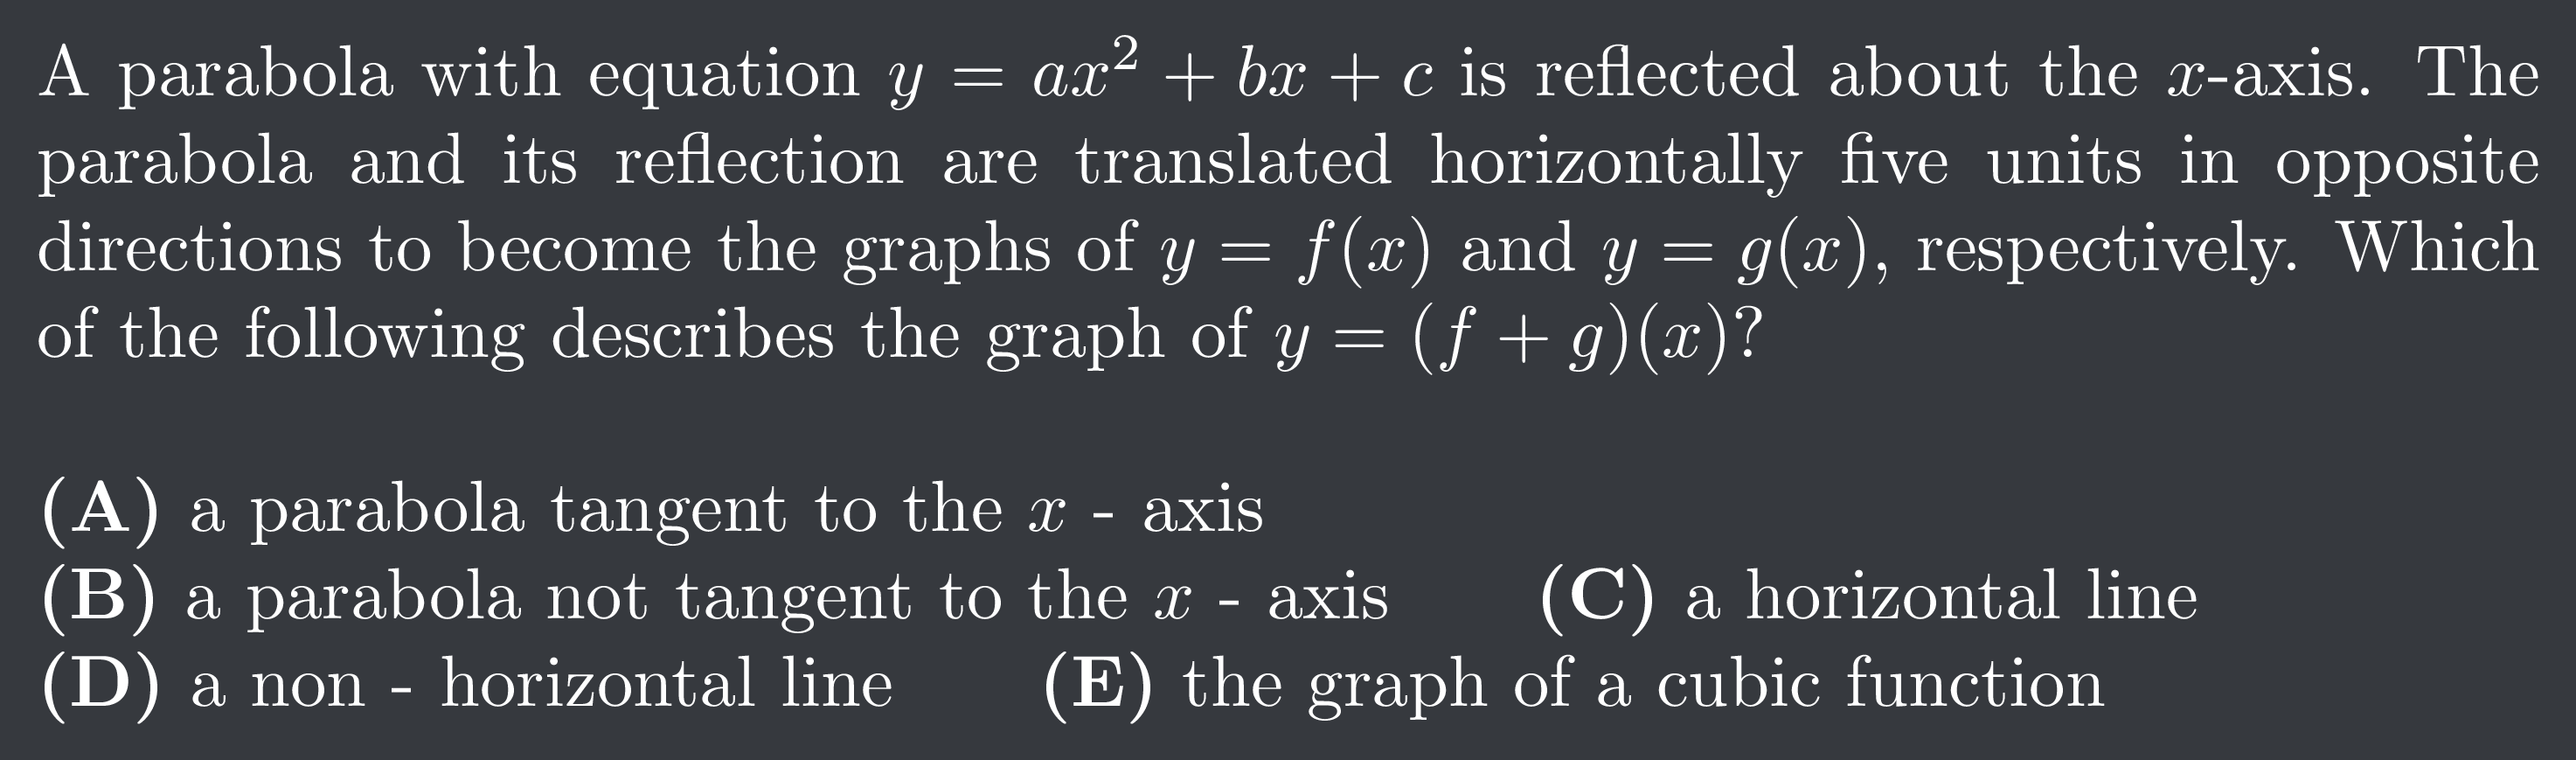 A parabola with equation y = ax² + bx + c is reflected about the x-axis. The
parabola and its reflection are translated horizontally five units in opposite
directions to become the graphs of y = f(x) and y = g(x), respectively. Which
of the following describes the graph of y = (f + g)(x)?
(A) a parabola tangent to the x - axis
(B) a parabola not tangent to the x - axis (C) a horizontal line
(D) a non - horizontal line (E) the graph of a cubic function